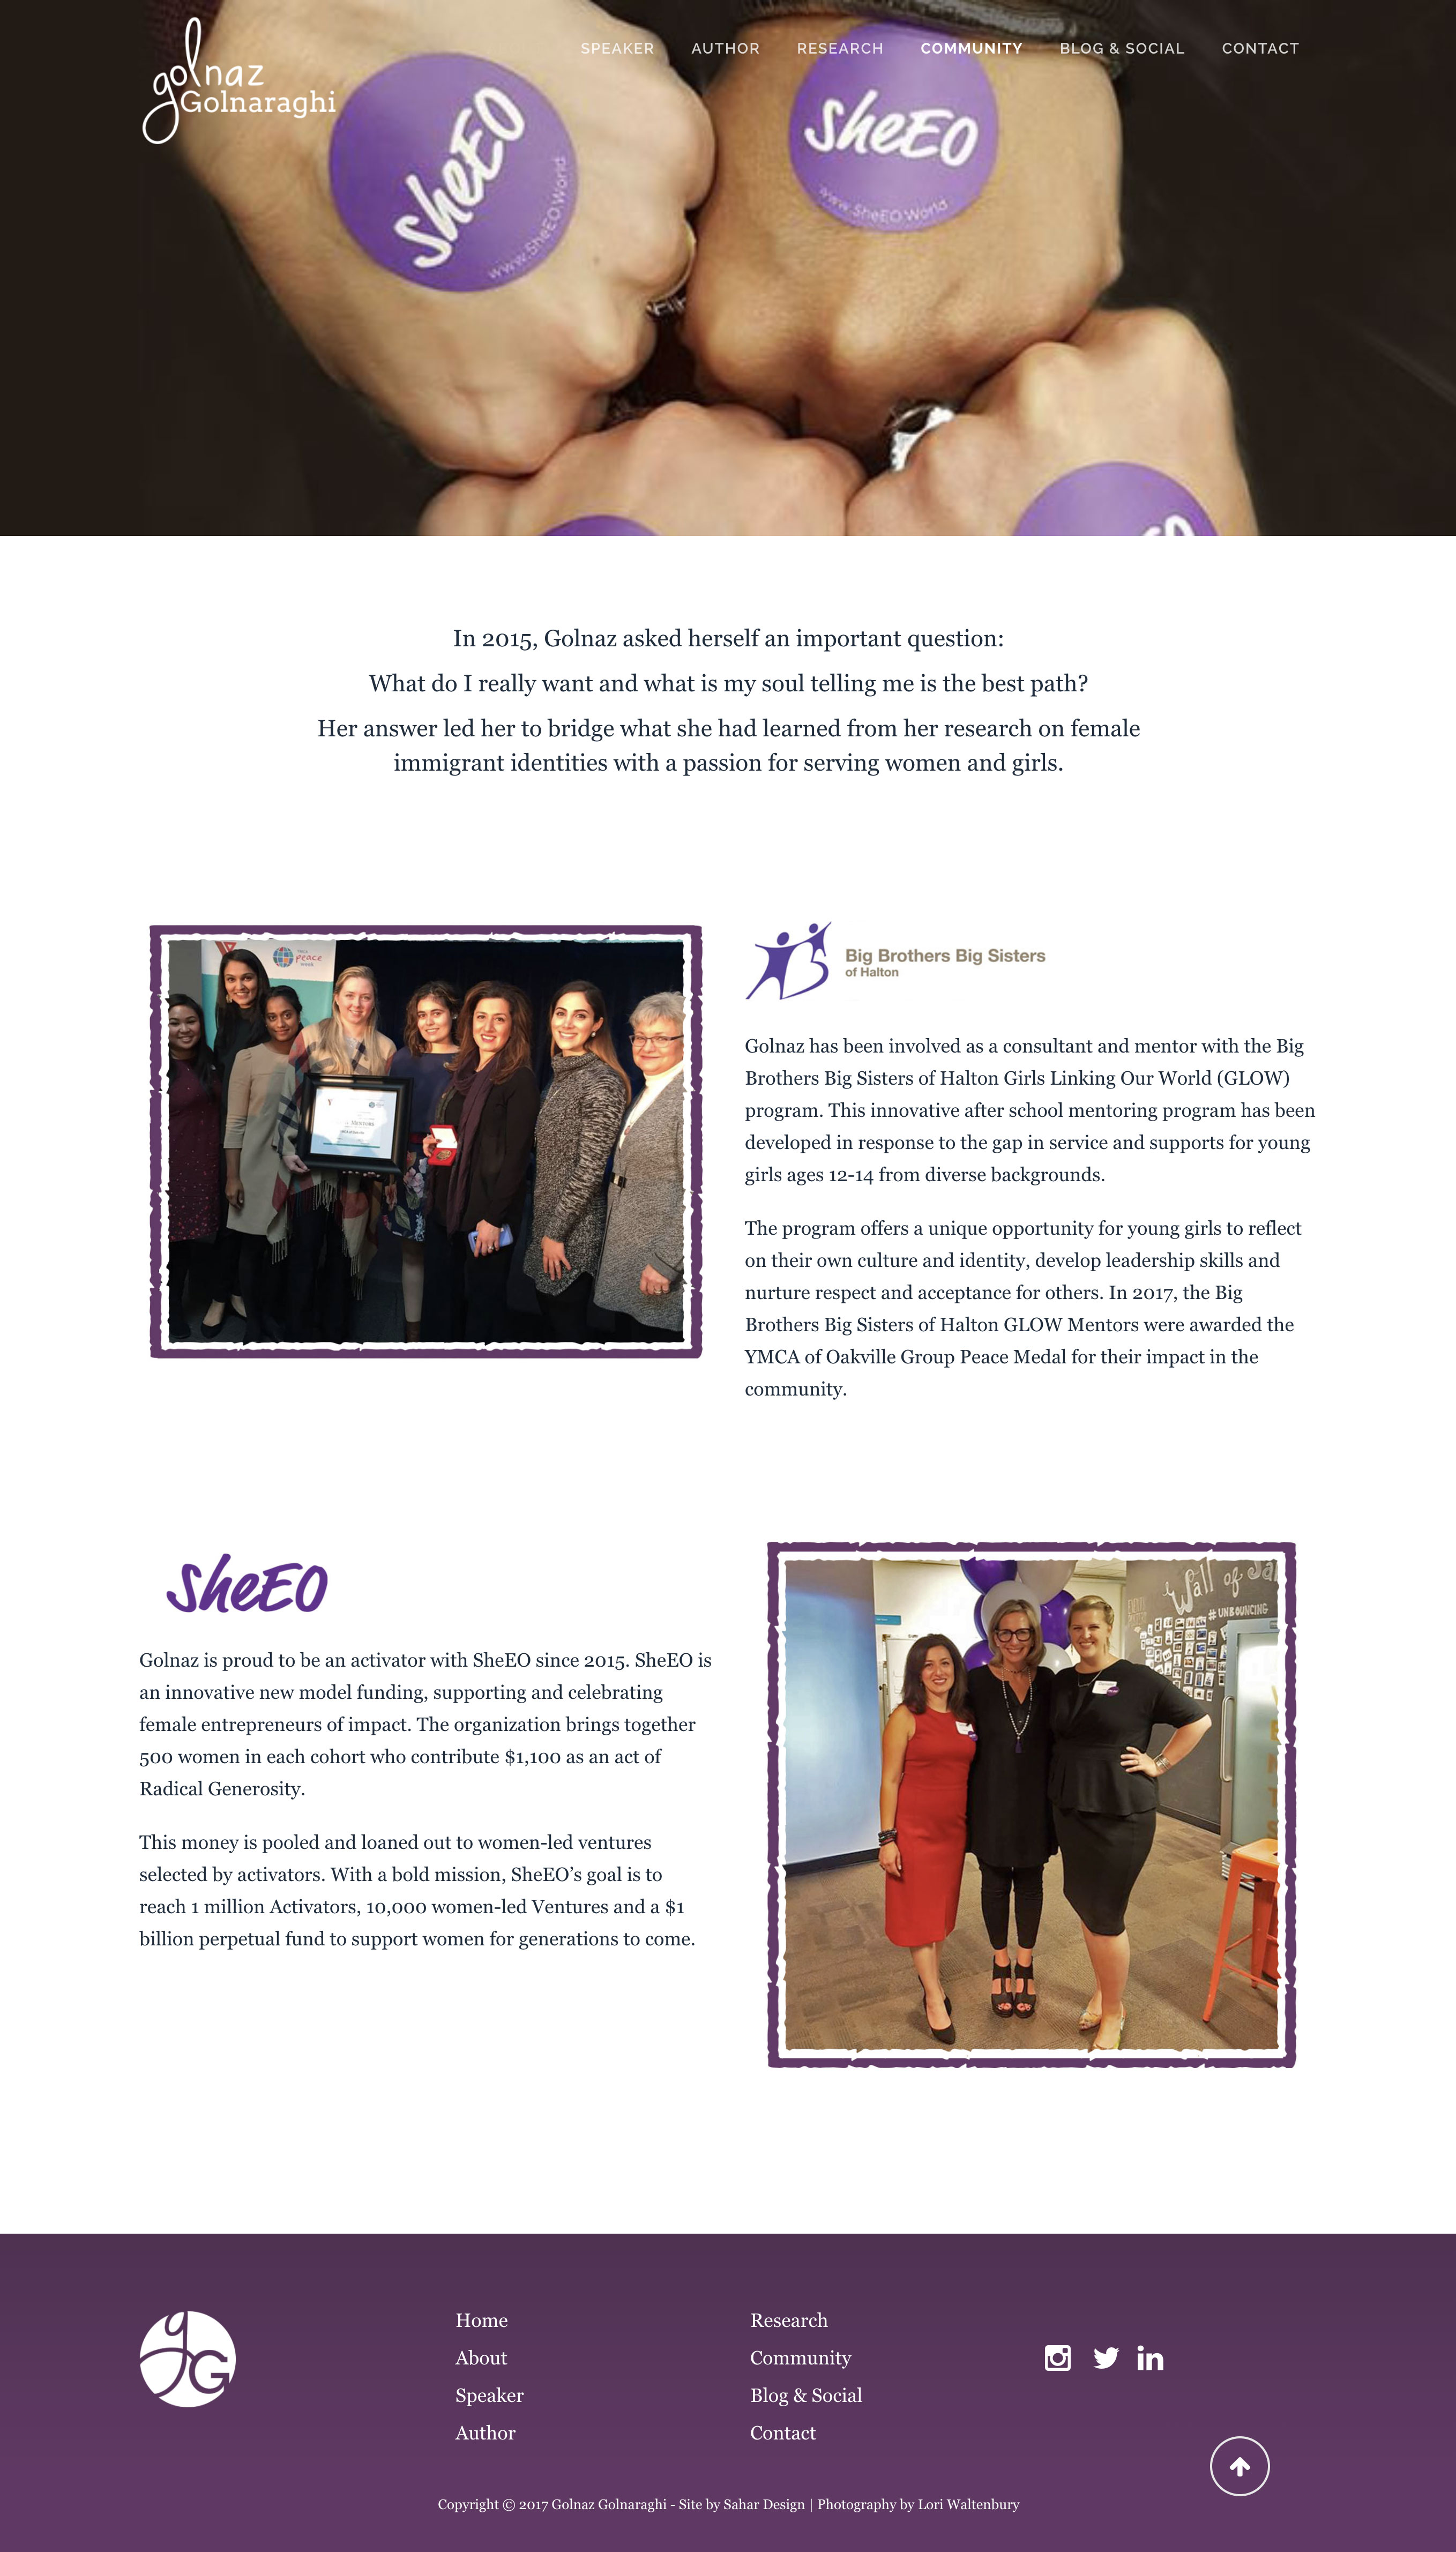 golnaz
Golnaraghi
SPEAKER AUTHOR RESEARCH COMMUNITY BLOG & SOCIAL CONTACT
SheEO
www.SheEO.World
SheEO
www.SheEO.World
In 2015, Golnaz asked herself an important question:
What do I really want and what is my soul telling me is the best path?
Her answer led her to bridge what she had learned from her research on female
immigrant identities with a passion for serving women and girls.
peace
Big Brothers Big Sisters
of Halton
Golnaz has been involved as a consultant and mentor with the Big
Brothers Big Sisters of Halton Girls Linking Our World (GLOW)
program. This innovative after school mentoring program has been
developed in response to the gap in service and supports for young
girls ages 12-14 from diverse backgrounds.
The program offers a unique opportunity for young girls to reflect
on their own culture and identity, develop leadership skills and
nurture respect and acceptance for others. In 2017, the Big
Brothers Big Sisters of Halton GLOW Mentors were awarded the
YMCA of Oakville Group Peace Medal for their impact in the
community.
SheEO
Golnaz is proud to be an activator with SheEO since 2015. SheEO is
an innovative new model funding, supporting and celebrating
female entrepreneurs of impact. The organization brings together
500 women in each cohort who contribute $1,100 as an act of
Radical Generosity.
This money is pooled and loaned out to women-led ventures
selected by activators. With a bold mission, SheEO’s goal is to
reach 1 million Activators, 10,000 women-led Ventures and a $1
billion perpetual fund to support women for generations to come.
Wall of
#UNBOUNCING
gG
Home
About
Speaker
Author
Research
Community
Blog & Social
Contact
Copyright © 2017 Golnaz Golnaraghi - Site by Sahar Design | Photography by Lori Waltenbury